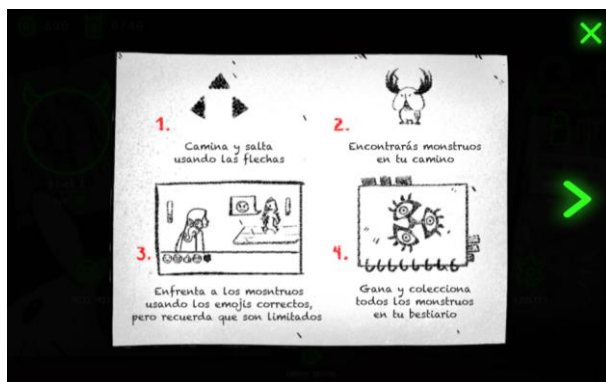 1.
Camina y salta
usando las flechas
2.
Encontrarás monstruos
en tu camino
3.
Enfrenta a los mosntruos
usando los emojis correctos,
pero recuerda que son limitados
4.
Gana y colecciona
todos los monstruos
en tu bestiario